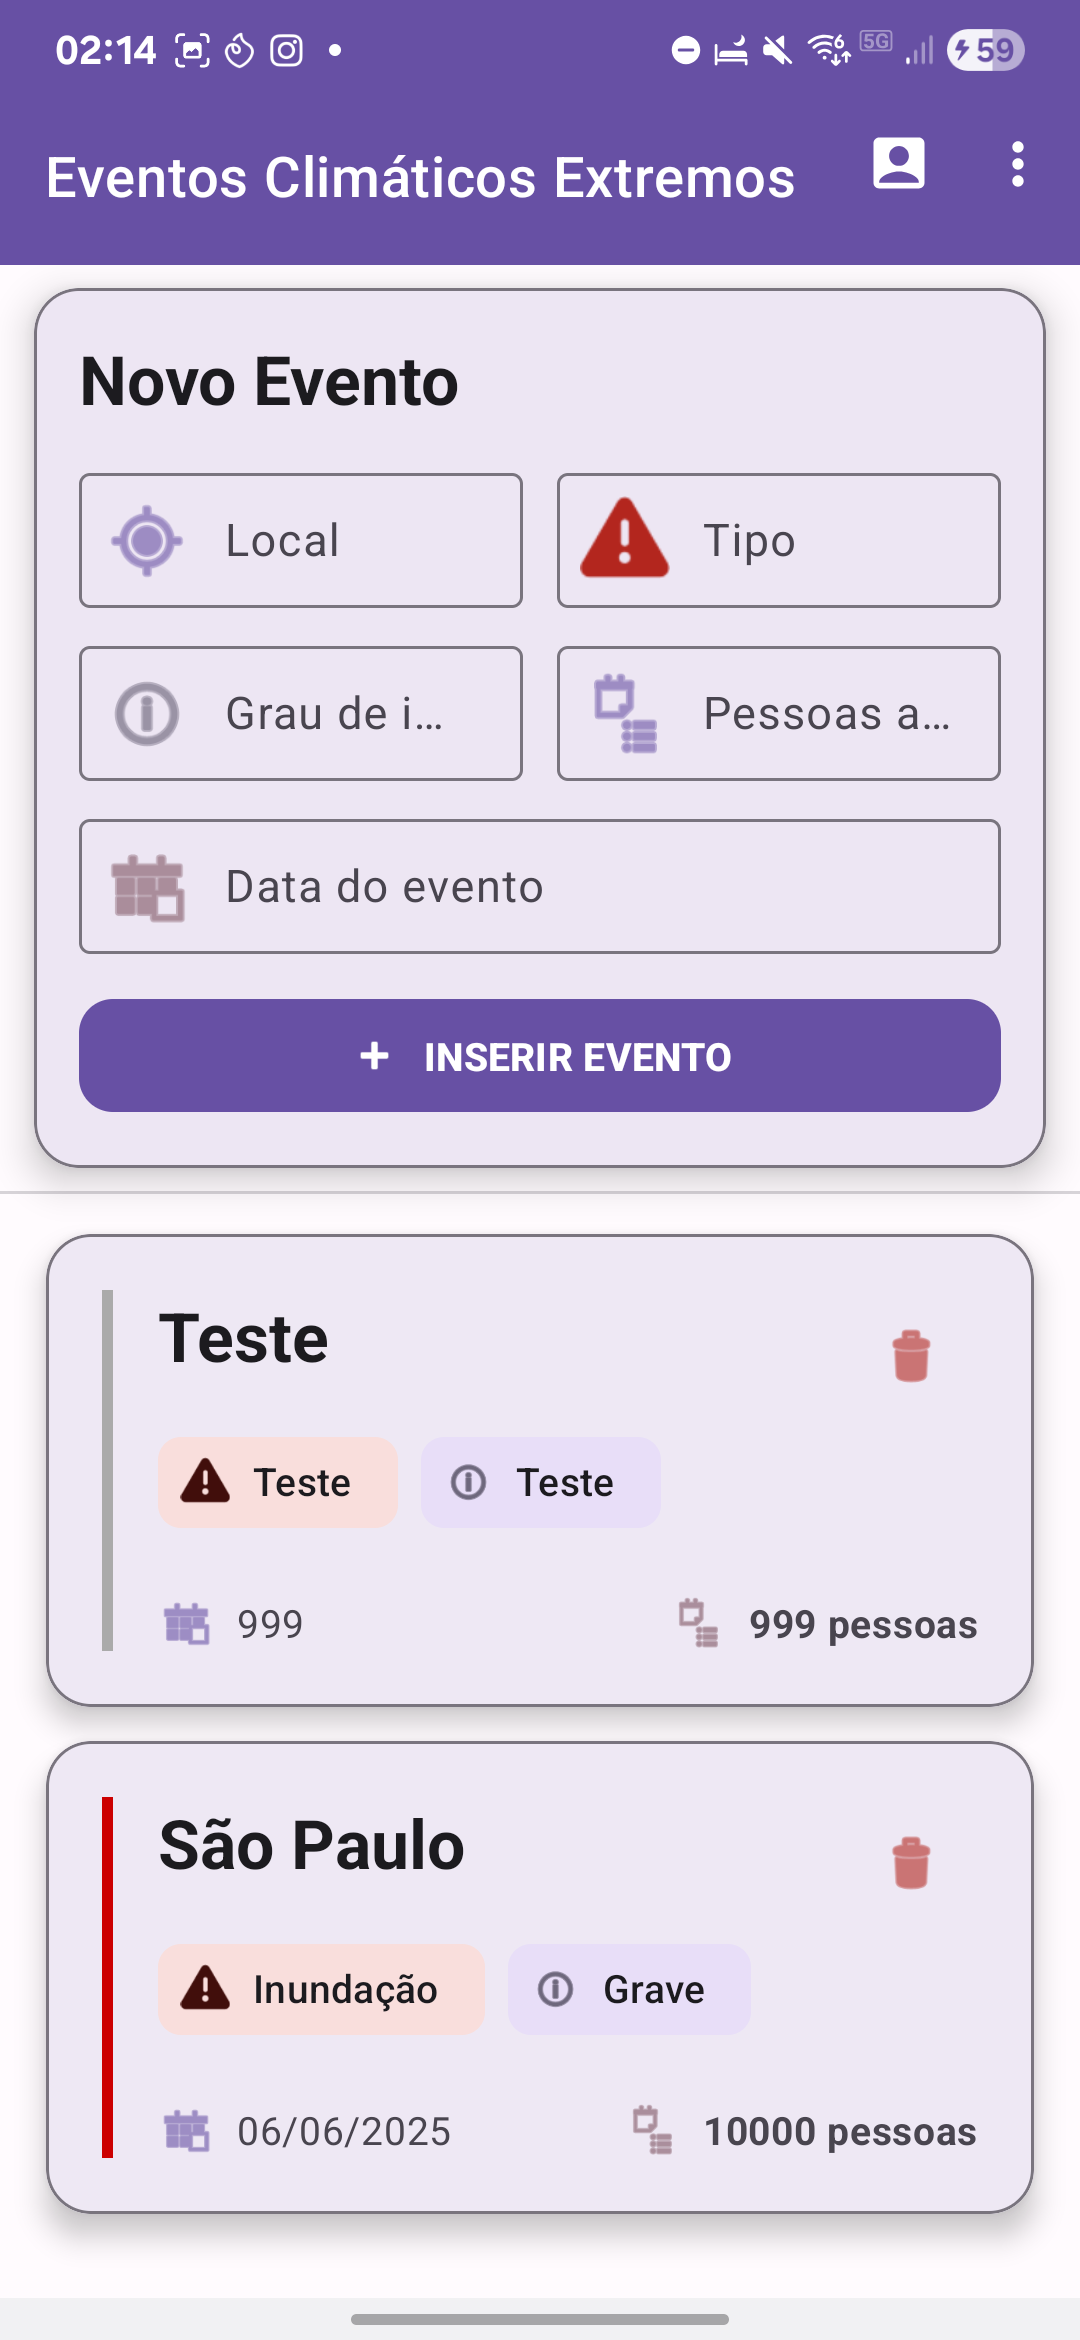 02:14 6 5G 59
Eventos Climáticos Extremos
Novo Evento
Local Tipo
Grau de i... Pessoas a...
Data do evento
+ INSERIR EVENTO
Teste
Teste Teste
999 999 pessoas
São Paulo
Inundação Grave
06/06/2025 10000 pessoas